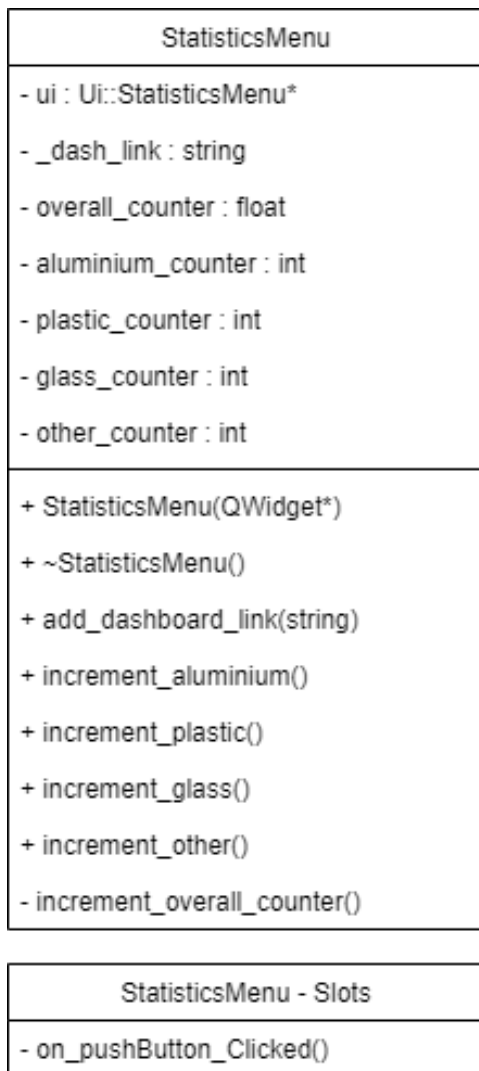 StatisticsMenu
- ui : Ui::StatisticsMenu*
- _dash_link : string
- overall_counter : float
- aluminium_counter : int
- plastic_counter : int
- glass_counter : int
- other_counter : int
+ StatisticsMenu(QWidget*)
+ ~StatisticsMenu()
+ add_dashboard_link(string)
+ increment_aluminium()
+ increment_plastic()
+ increment_glass()
+ increment_other()
- increment_overall_counter()
StatisticsMenu - Slots
- on_pushButton_Clicked()